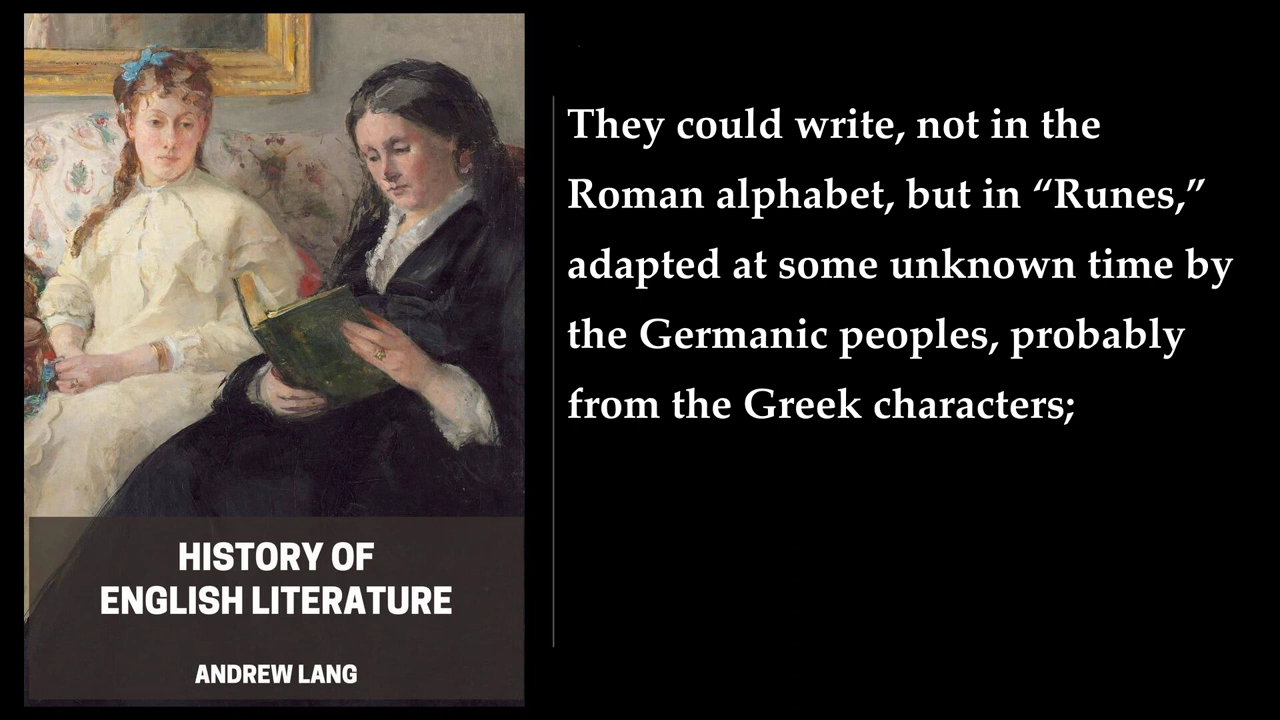 They could write, not in the
Roman alphabet, but in “Runes,”
adapted at some unknown time by
the Germanic peoples, probably
from the Greek characters;
HISTORY OF
ENGLISH LITERATURE
ANDREW LANG